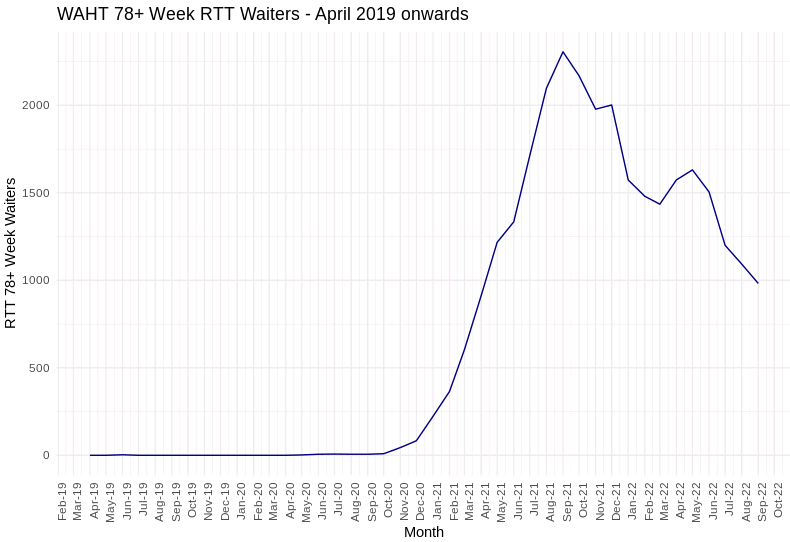 WAHT 78+ Week RTT Waiters - April 2019 onwards
RTT 78+ Week Waiters
2000
1500
1000
500
0
Feb-19
Mar-19
Apr-19
May-19
Jun-19
Jul-19
Aug-19
Sep-19
Oct-19
Nov-19
Dec-19
Jan-20
Feb-20
Mar-20
Apr-20
May-20
Jun-20
Jul-20
Aug-20
Sep-20
Oct-20
Nov-20
Dec-20
Jan-21
Feb-21
Mar-21
Apr-21
May-21
Jun-21
Jul-21
Aug-21
Sep-21
Oct-21
Nov-21
Dec-21
Jan-22
Feb-22
Mar-22
Apr-22
May-22
Jun-22
Jul-22
Aug-22
Sep-22
Oct-22
Month